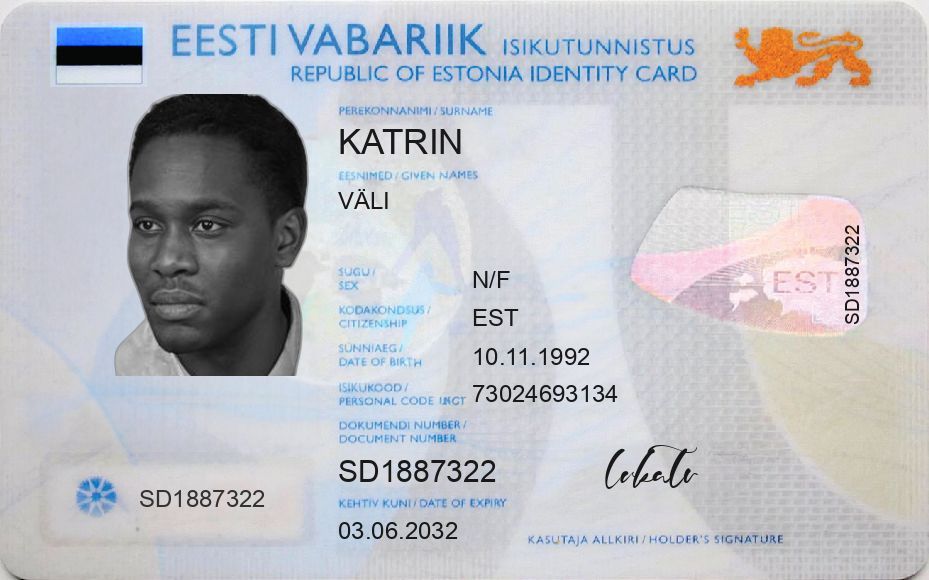 EESTI VABARIIK ISIKUTUNNISTUS
REPUBLIC OF ESTONIA IDENTITY CARD
PEREKONNANIMI / SURNAME
KATRIN
EESNIMED / GIVEN NAMES
VÄLI
SUGU /
SEX
N/F
KODAKONDSUS /
CITIZENSHIP
EST
SÜNNIAEG /
DATE OF BIRTH
10.11.1992
ISIKUKOOD /
PERSONAL CODE
73024693134
DOKUMENDI NUMBER /
DOCUMENT NUMBER
SD1887322
KEHTIV KUNI / DATE OF EXPIRY
03.06.2032
SD1887322
EST
SD1887322
KASUTAJA ALLKIRI / HOLDER'S SIGNATURE